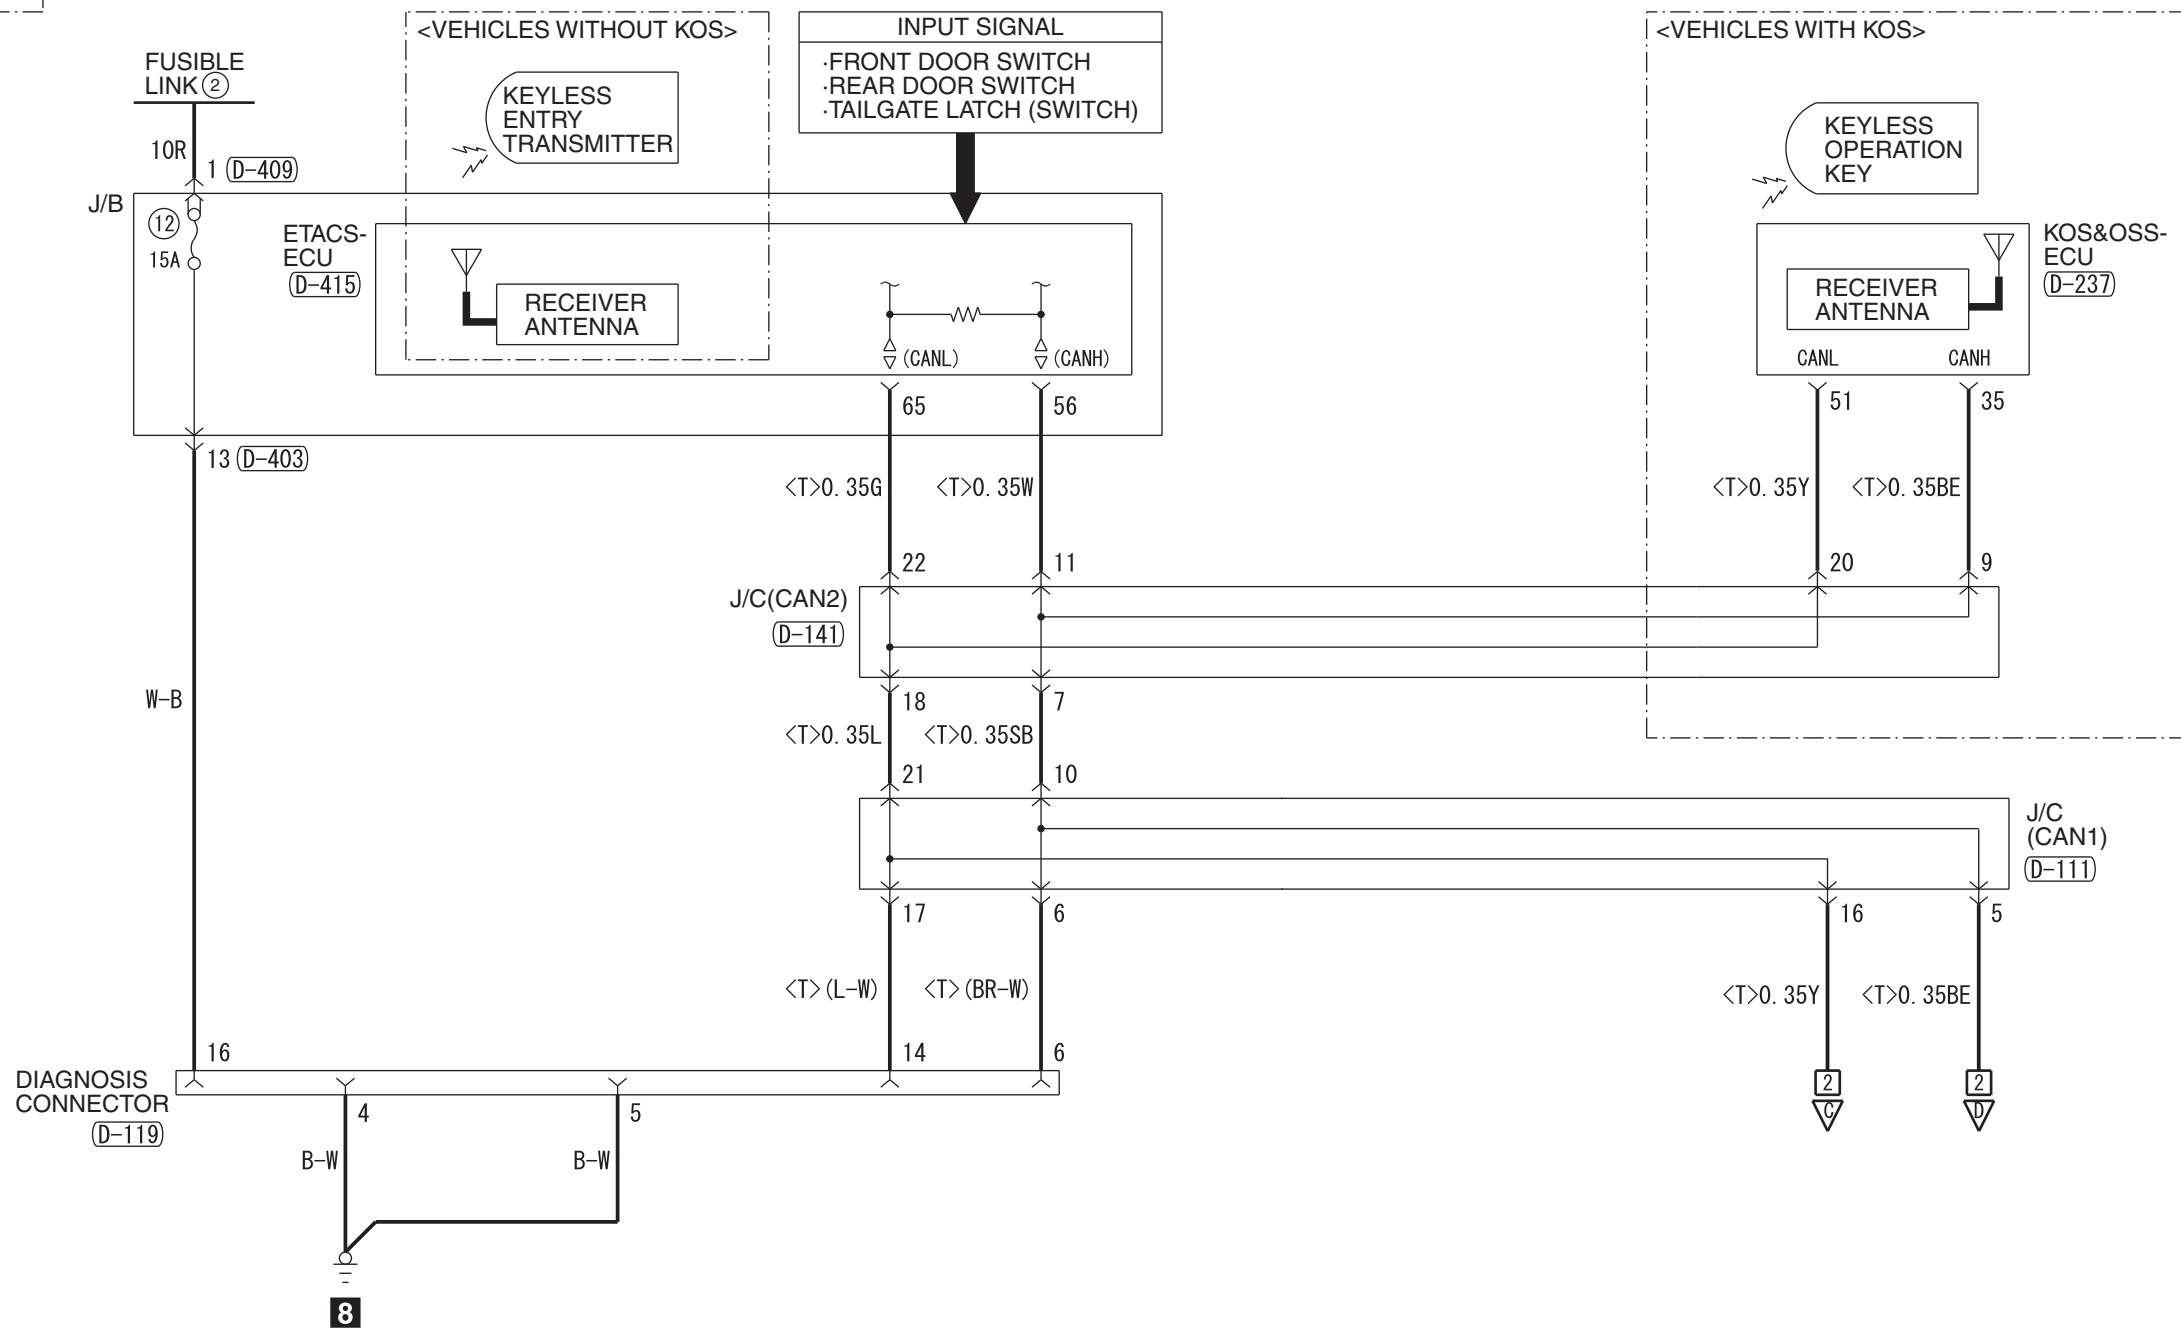 <VEHICLES WITHOUT KOS>
INPUT SIGNAL
·FRONT DOOR SWITCH
·REAR DOOR SWITCH
·TAILGATE LATCH (SWITCH)
<VEHICLES WITH KOS>
FUSIBLE
LINK 2
KEYLESS
ENTRY
TRANSMITTER
KEYLESS
OPERATION
KEY
10R
1 (D-409)
J/B
12
15A
ETACS-
ECU
(D-415)
RECEIVER
ANTENNA
(CANL)
(CANH)
KOS&OSS-
ECU
(D-237)
RECEIVER
ANTENNA
CANL
CANH
65
56
51
35
13 (D-403)
<T>0.35G
<T>0.35W
<T>0.35Y
<T>0.35BE
22
11
20
9
J/C(CAN2)
(D-141)
W-B
18
7
<T>0.35L
<T>0.35SB
21
10
J/C
(CAN1)
(D-111)
17
6
16
5
<T>(L-W)
<T>(BR-W)
<T>0.35Y
<T>0.35BE
16
14
6
DIAGNOSIS
CONNECTOR
(D-119)
4
5
2
2
C
D
B-W
B-W
8